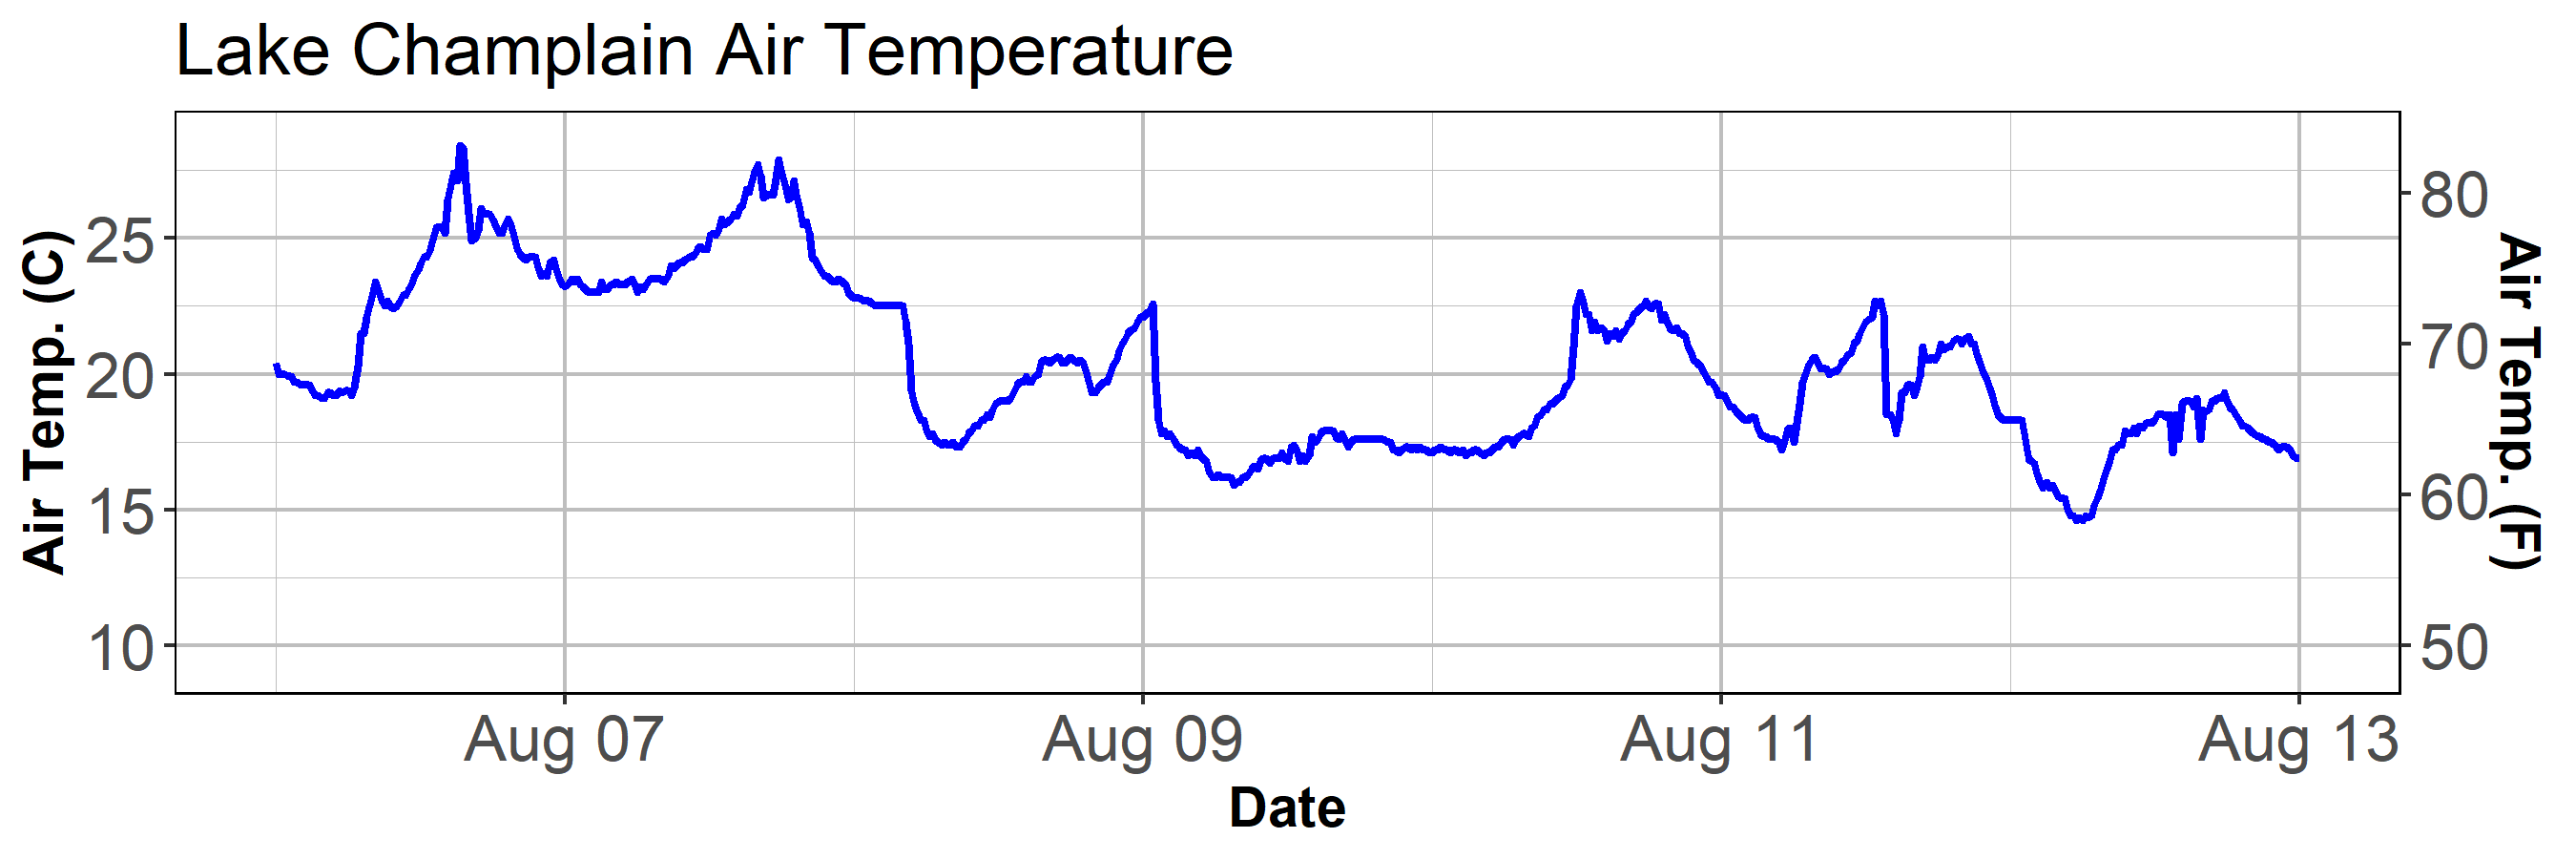 Lake Champlain Air Temperature
Air Temp. (C)
25
20
15
10
80
70
60
50
Air Temp. (F)
Aug 07
Aug 09
Aug 11
Aug 13
Date